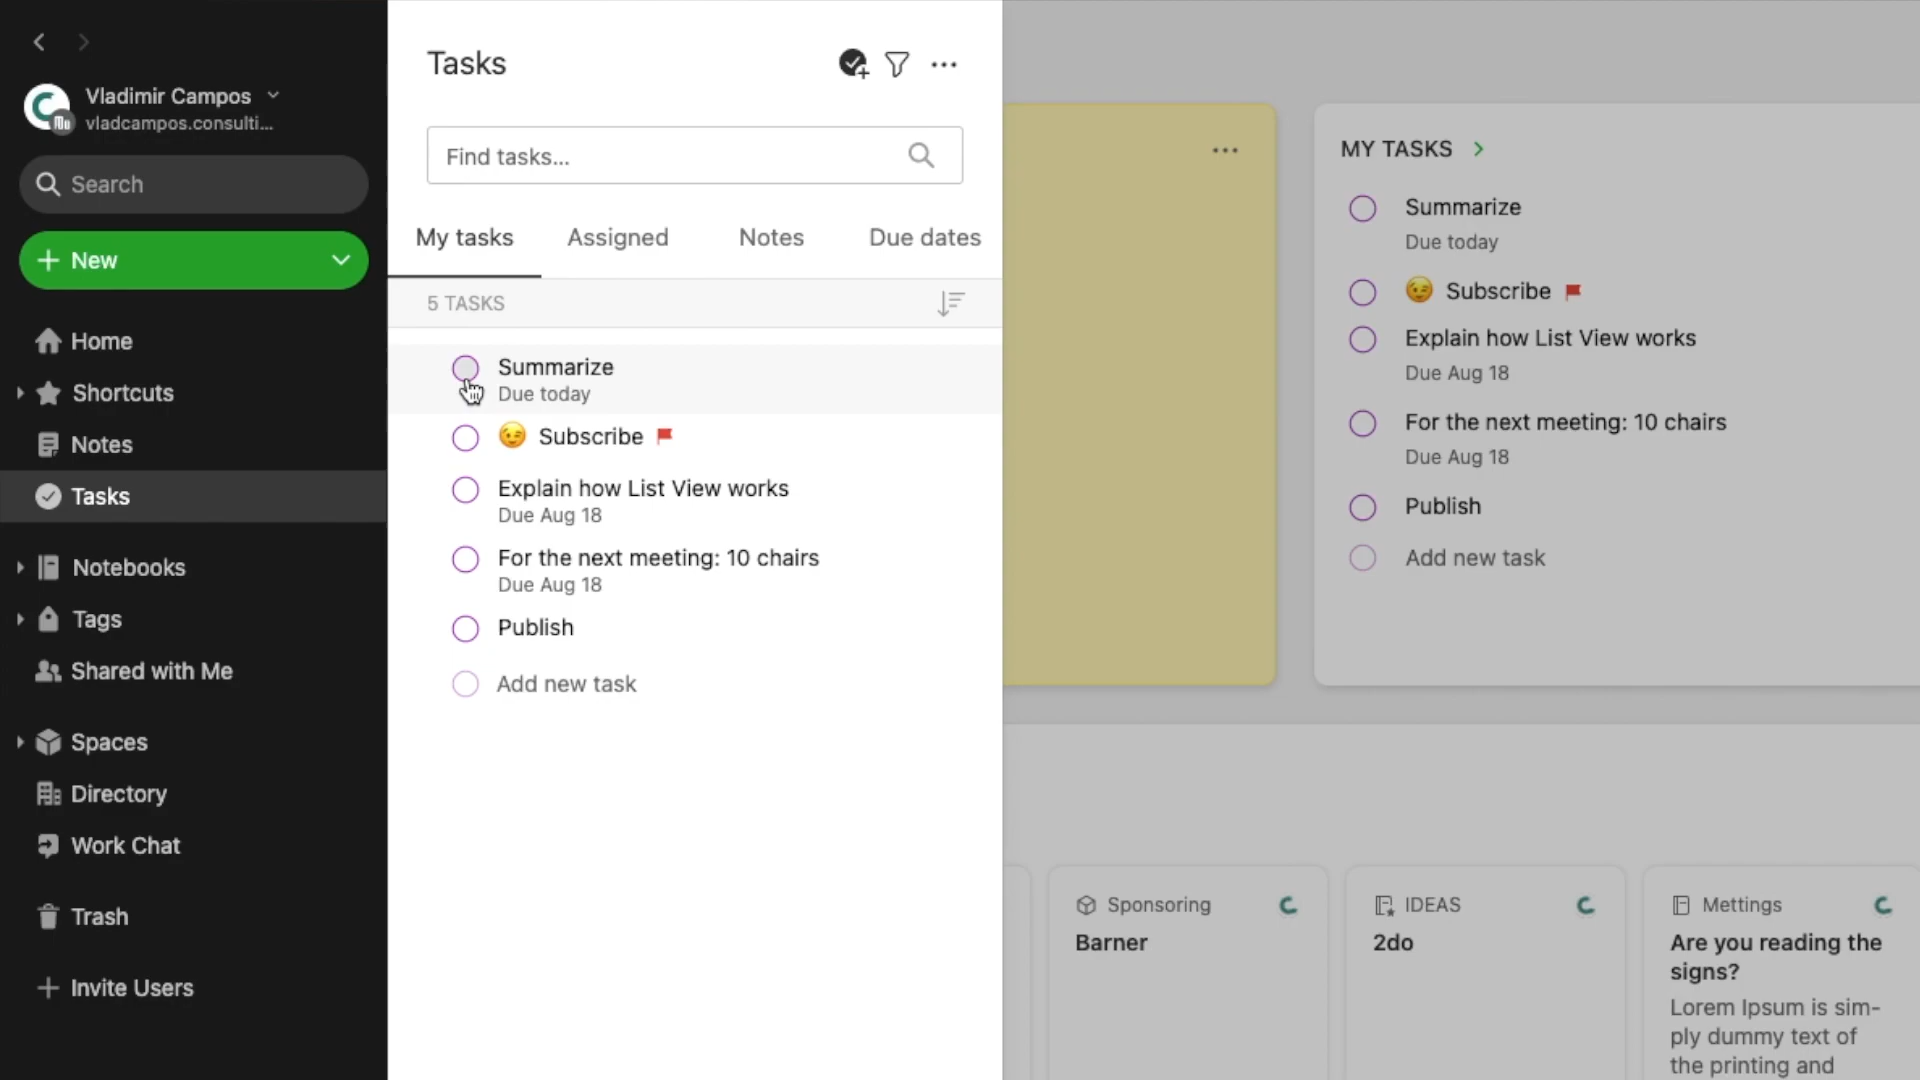 Vladimir Campos
vladcampos.consulti...
Search
New
Home
Shortcuts
Notes
Tasks
Notebooks
Tags
Shared with Me
Spaces
Directory
Work Chat
Trash
Invite Users
Tasks
Find tasks...
My tasks
Assigned
Notes
Due dates
5 TASKS
Summarize
Due today
😉 Subscribe
Explain how List View works
Due Aug 18
For the next meeting: 10 chairs
Due Aug 18
Publish
Add new task
MY TASKS
Summarize
Due today
😉 Subscribe
Explain how List View works
Due Aug 18
For the next meeting: 10 chairs
Due Aug 18
Publish
Add new task
Sponsoring
Barner
IDEAS
2do
Mettings
Are you reading the
signs?
Lorem Ipsum is sim-
ply dummy text of
the printing and